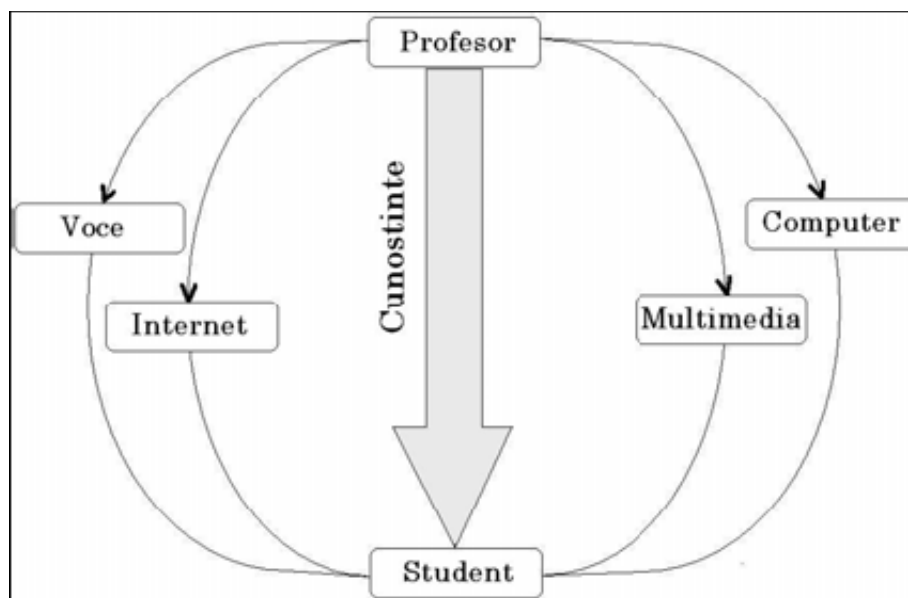 Profesor
Voce
Computer
Cunostinte
Internet
Multimedia
Student